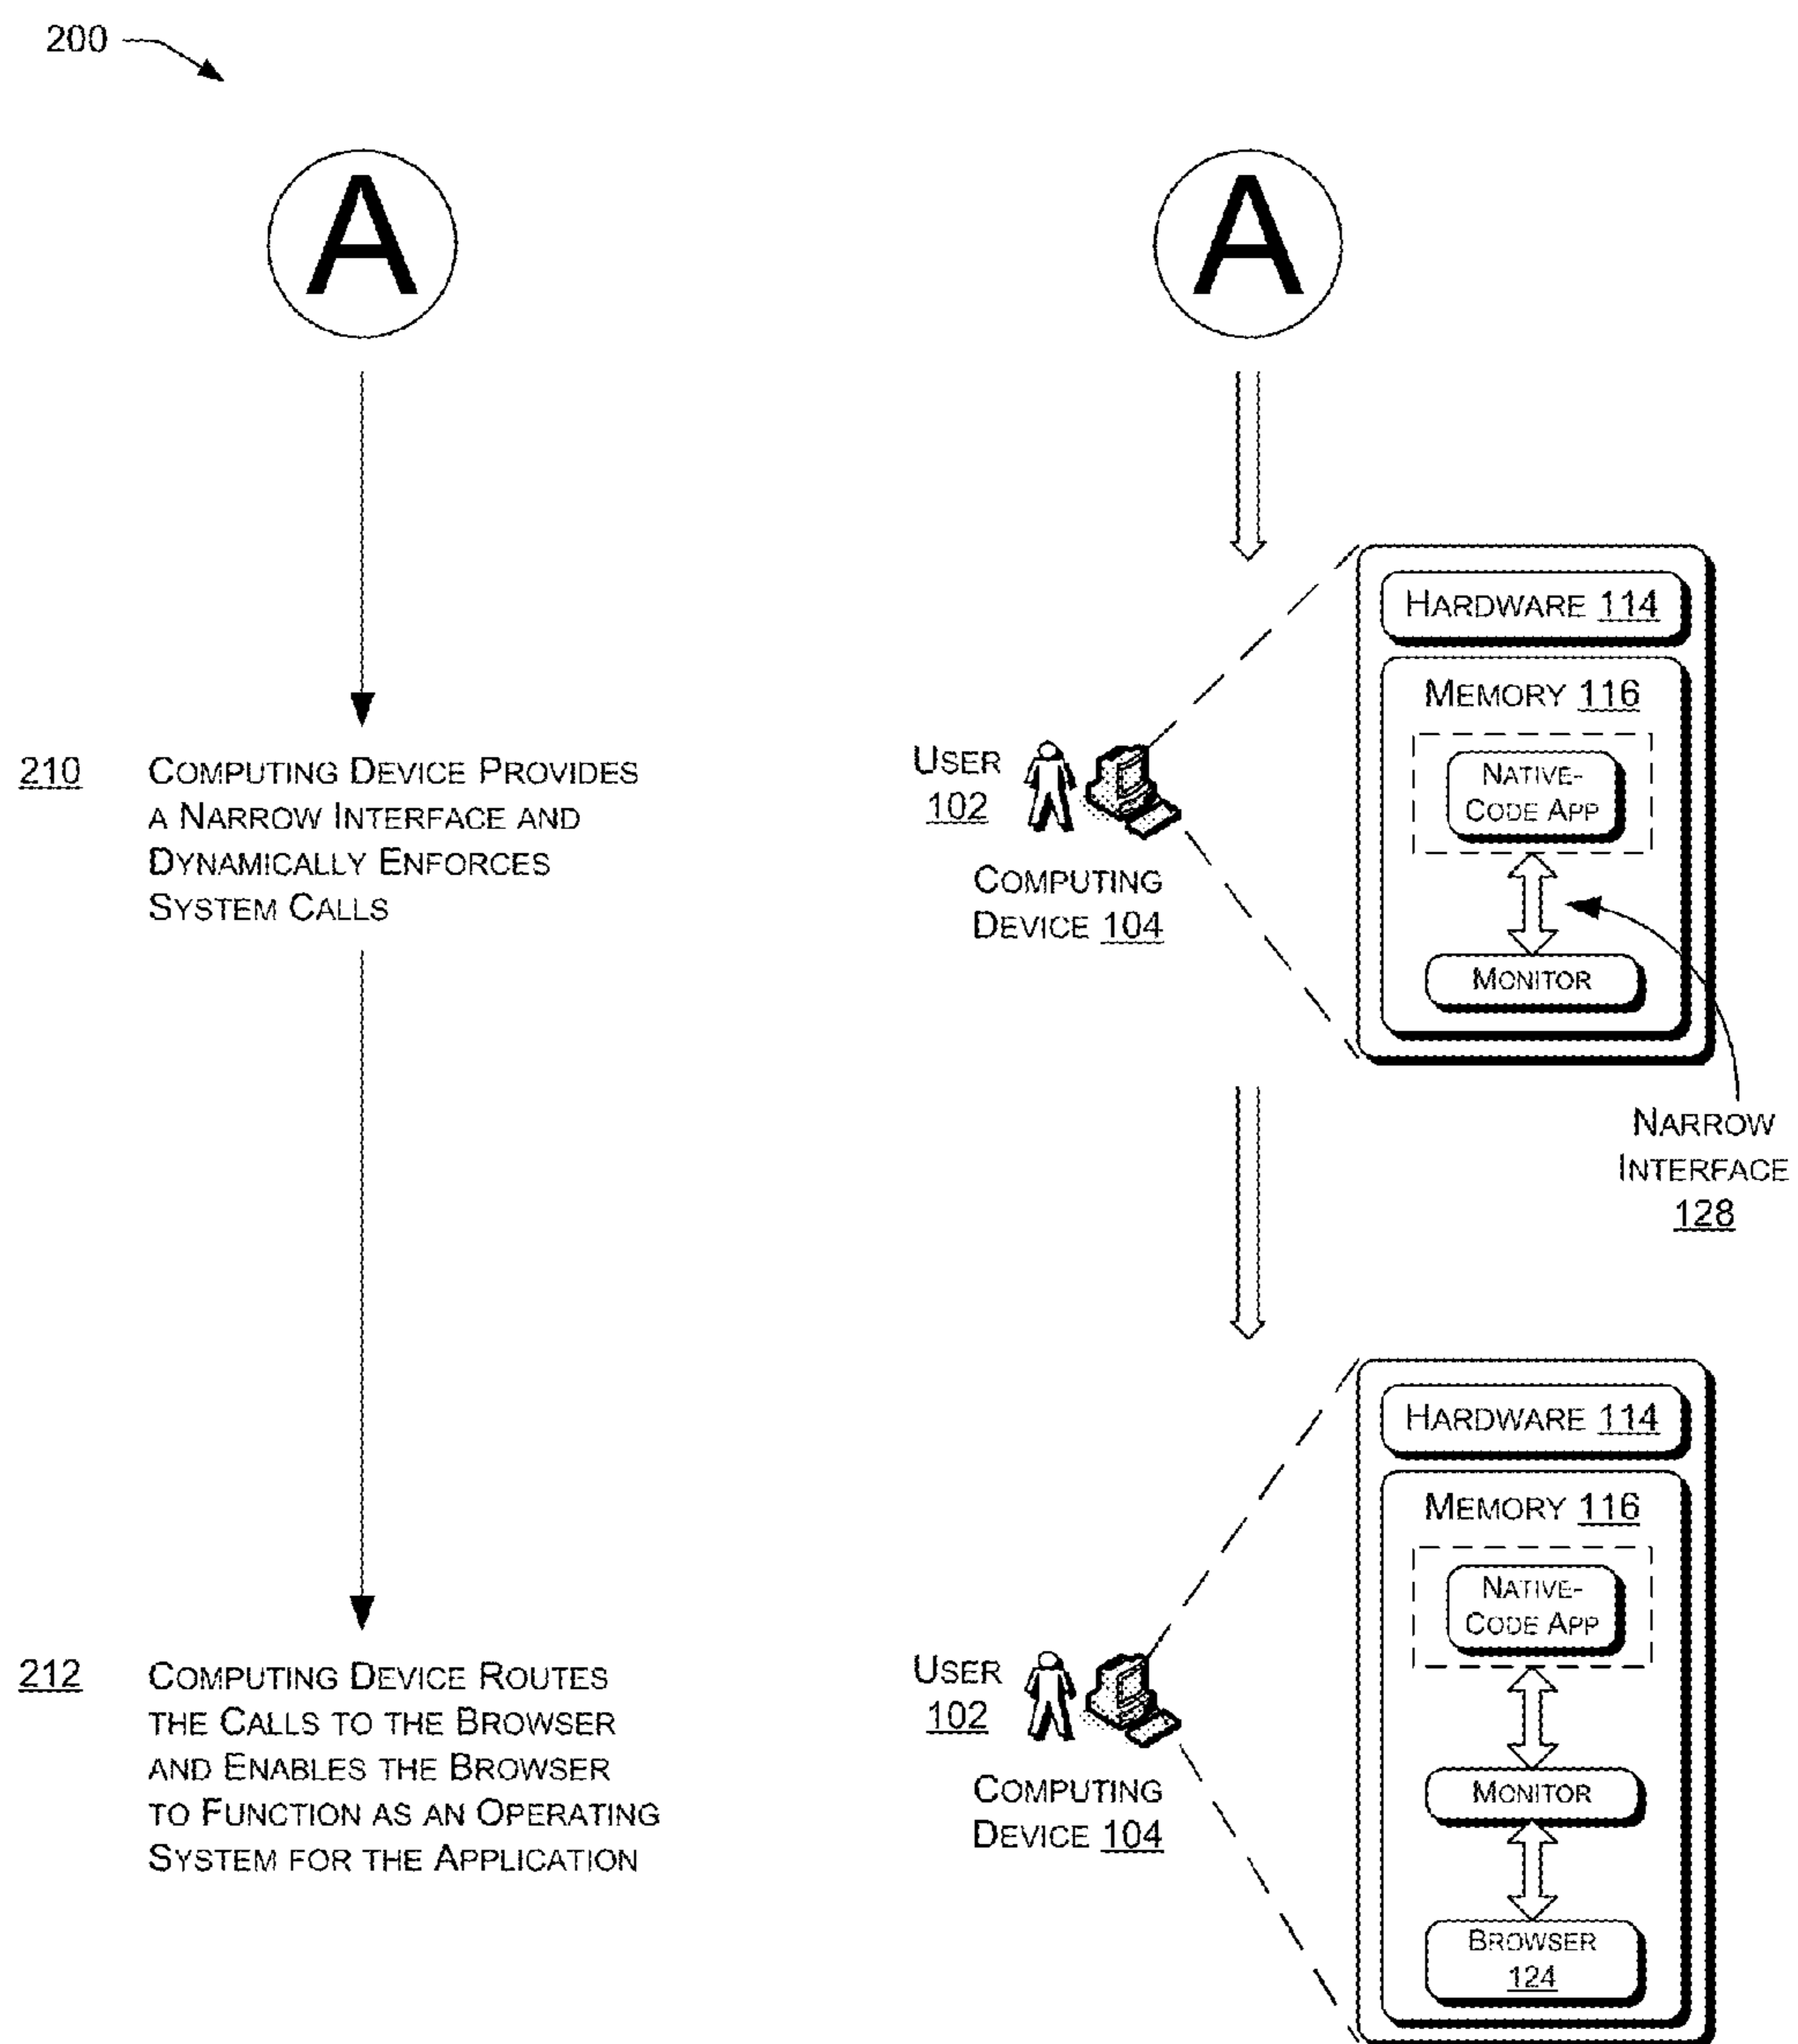 200
A
A
HARDWARE 114
MEMORY 116
NATIVE-
CODE APP
210
COMPUTING DEVICE PROVIDES
A NARROW INTERFACE AND
DYNAMICALLY ENFORCES
SYSTEM CALLS
USER
102
COMPUTING
DEVICE 104
MONITOR
NARROW
INTERFACE
128
HARDWARE 114
MEMORY 116
NATIVE-
CODE APP
212
COMPUTING DEVICE ROUTES
THE CALLS TO THE BROWSER
AND ENABLES THE BROWSER
TO FUNCTION AS AN OPERATING
SYSTEM FOR THE APPLICATION
USER
102
COMPUTING
DEVICE 104
MONITOR
BROWSER
124